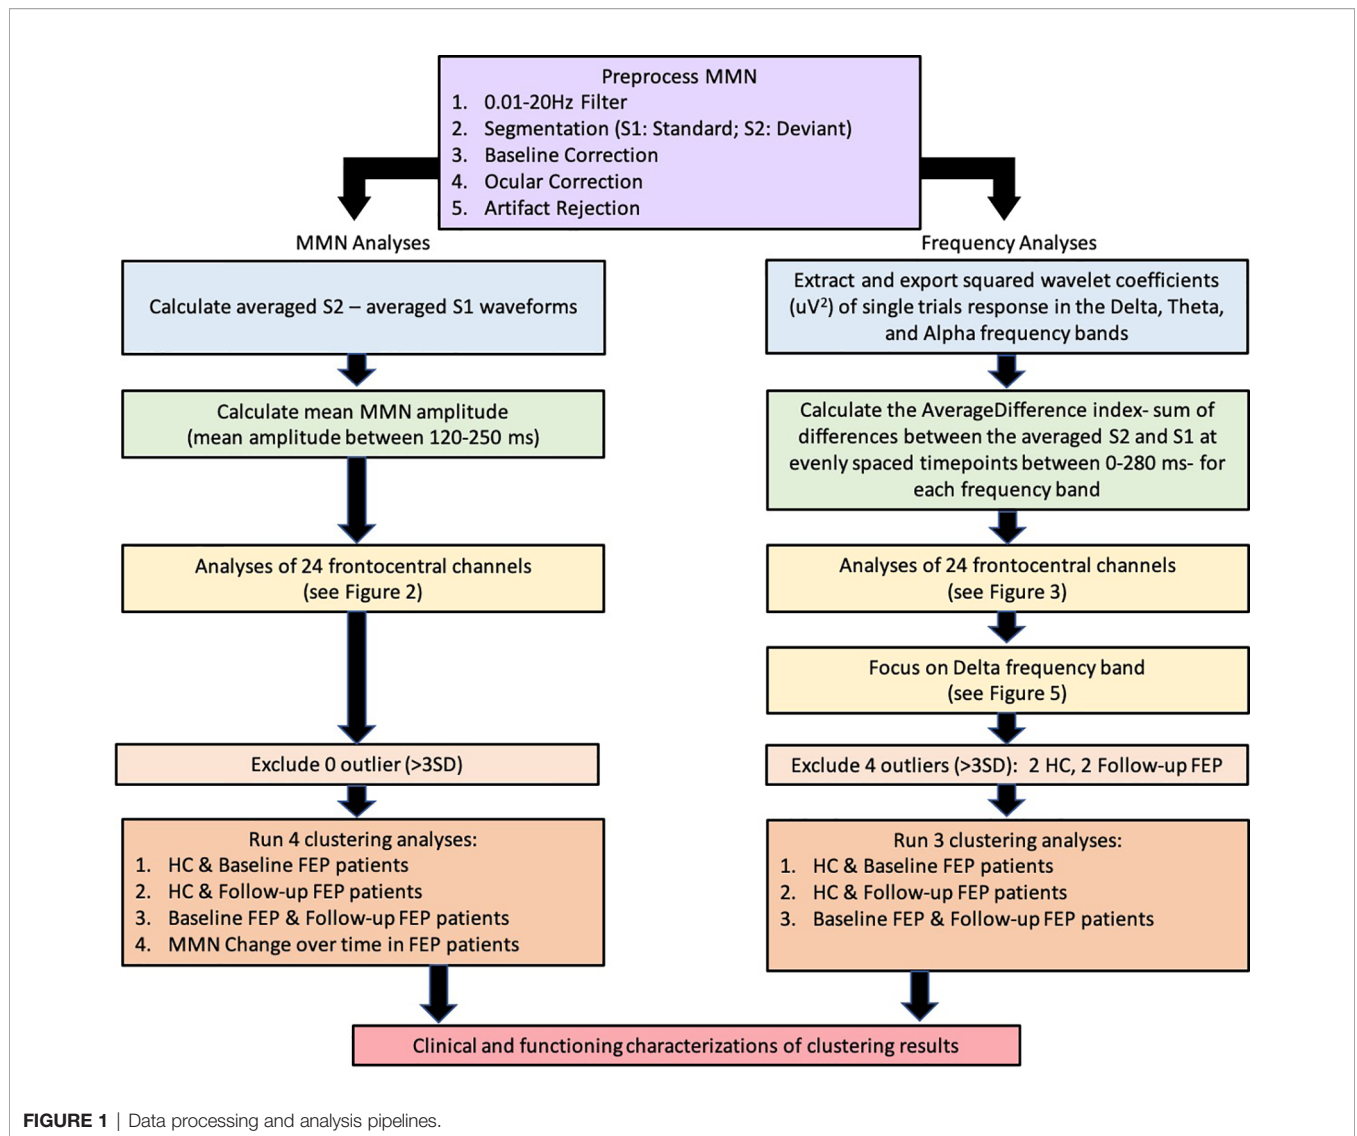 Preprocess MMN
1. 0.01-20Hz Filter
2. Segmentation (S1: Standard; S2: Deviant)
3. Baseline Correction
4. Ocular Correction
5. Artifact Rejection
MMN Analyses
Calculate averaged S2 – averaged S1 waveforms
Calculate mean MMN amplitude
(mean amplitude between 120-250 ms)
Analyses of 24 frontocentral channels
(see Figure 2)
Exclude 0 outlier (>3SD)
Run 4 clustering analyses:
1. HC & Baseline FEP patients
2. HC & Follow-up FEP patients
3. Baseline FEP & Follow-up FEP patients
4. MMN Change over time in FEP patients
Frequency Analyses
Extract and export squared wavelet coefficients
(uV²) of single trials response in the Delta, Theta,
and Alpha frequency bands
Calculate the AverageDifference index- sum of
differences between the averaged S2 and S1 at
evenly spaced timepoints between 0-280 ms- for
each frequency band
Analyses of 24 frontocentral channels
(see Figure 3)
Focus on Delta frequency band
(see Figure 5)
Exclude 4 outliers (>3SD): 2 HC, 2 Follow-up FEP
Run 3 clustering analyses:
1. HC & Baseline FEP patients
2. HC & Follow-up FEP patients
3. Baseline FEP & Follow-up FEP patients
Clinical and functioning characterizations of clustering results
FIGURE 1 | Data processing and analysis pipelines.